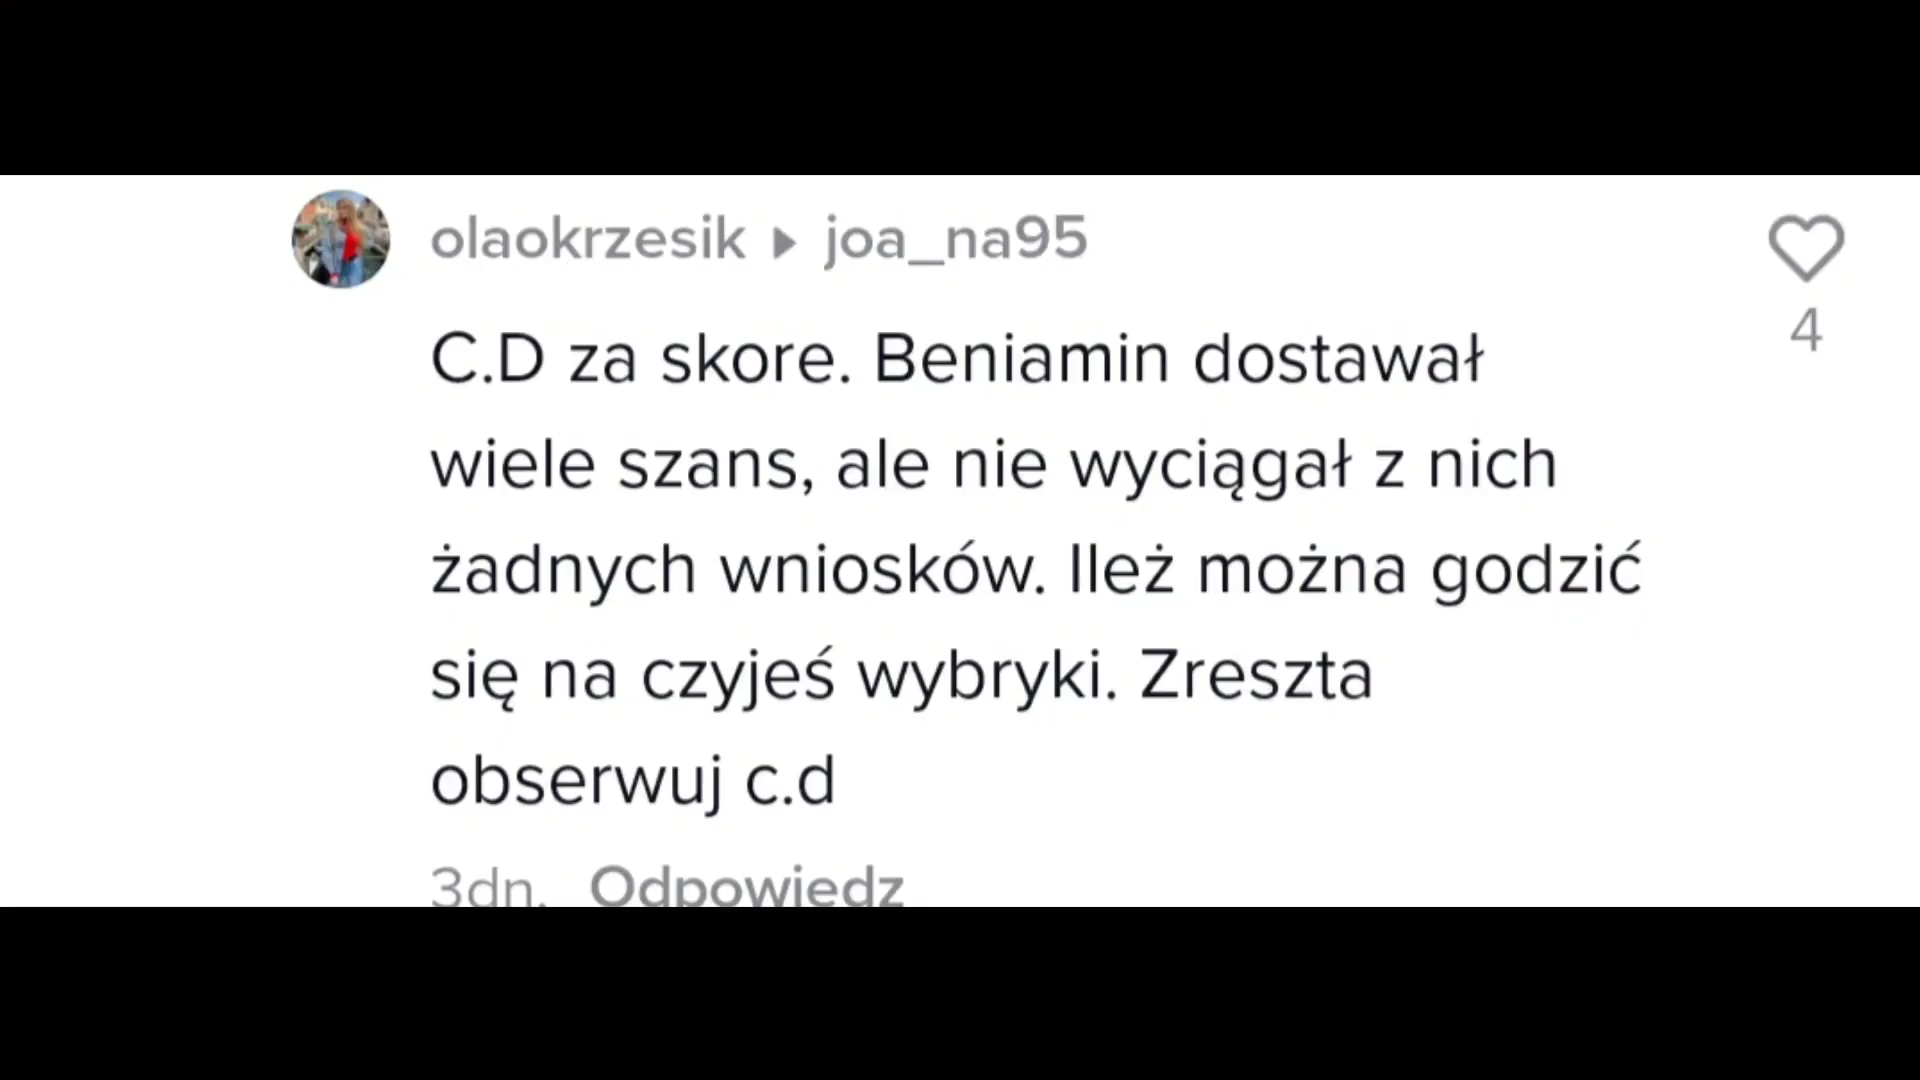 olaokrzesik ▸ joa_na95
4
C.D za skore. Beniamin dostawał
wiele szans, ale nie wyciągał z nich
żadnych wniosków. Ileż można godzić
się na czyjeś wybryki. Zreszta
obserwuj c.d
3dn. Odpowiedz